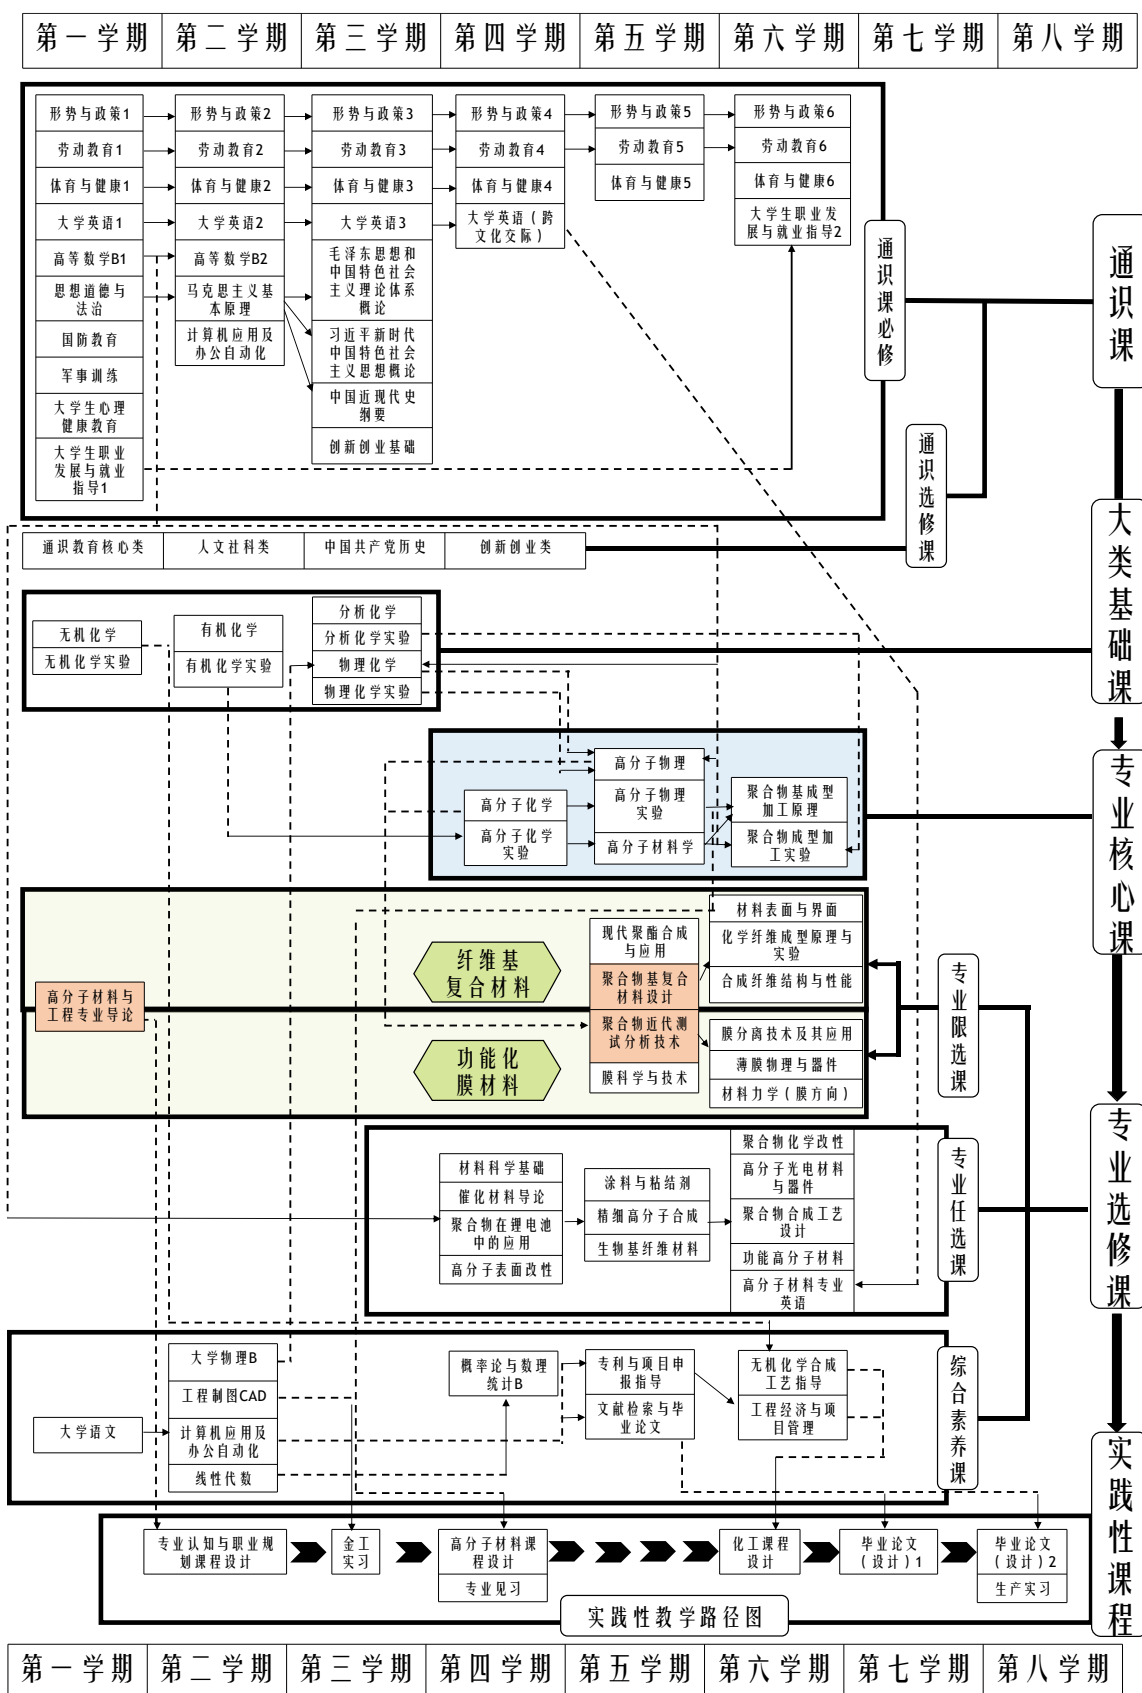 第一学期
第二学期
第三学期
第四学期
第五学期
第六学期
第七学期
第八学期
形势与政策1
劳动教育1
体育与健康1
大学英语1
高等数学B1
思想道德与
法治
国防教育
军事训练
大学生心理
健康教育
大学生职业
发展与就业
指导1
形势与政策2
劳动教育2
体育与健康2
大学英语2
高等数学B2
马克思主义基
本原理
计算机应用及
办公自动化
形势与政策3
劳动教育3
体育与健康3
大学英语3
毛泽东思想和
中国特色社会
主义理论体系
概论
习近平新时代
中国特色社会
主义思想概论
中国近现代史
纲要
创新创业基础
形势与政策4
劳动教育4
体育与健康4
大学英语(跨
文化交际)
形势与政策5
劳动教育5
体育与健康5
形势与政策6
劳动教育6
体育与健康6
大学生职业发
展与就业指导2
通识课必修
通识选修课
通识课
通识教育核心类
人文社科类
中国共产党历史
创新创业类
大类基础课
无机化学
无机化学实验
有机化学
有机化学实验
分析化学
分析化学实验
物理化学
物理化学实验
高分子化学
高分子化学
实验
高分子物理
高分子物理
实验
高分子材料学
聚合物基成型
加工原理
聚合物成型加
工实验
专业核心课
高分子材料与
工程专业导论
纤维基
复合材料
功能化
膜材料
现代聚酯合成
与应用
聚合物基复合
材料设计
聚合物近代测
试分析技术
膜科学与技术
材料表面与界面
化学纤维成型原理与
实验
合成纤维结构与性能
膜分离技术及其应用
薄膜物理与器件
材料力学(膜方向)
专业限选课
专业选修课
材料科学基础
催化材料导论
聚合物在锂电池
中的应用
高分子表面改性
涂料与粘结剂
精细高分子合成
生物基纤维材料
聚合物化学改性
高分子光电材料
与器件
聚合物合成工艺
设计
功能高分子材料
高分子材料专业
英语
专业任选课
大学语文
大学物理B
工程制图CAD
计算机应用及
办公自动化
线性代数
概率论与数理
统计B
专利与项目申
报指导
文献检索与毕
业论文
无机化学合成
工艺指导
工程经济与项
目管理
综合素养课
实践性课程
专业认知与职业规
划课程设计
金工
实习
高分子材料课
程设计
专业见习
化工课程
设计
毕业论文
(设计)1
毕业论文
(设计)2
生产实习
实践性教学路径图
第一学期
第二学期
第三学期
第四学期
第五学期
第六学期
第七学期
第八学期